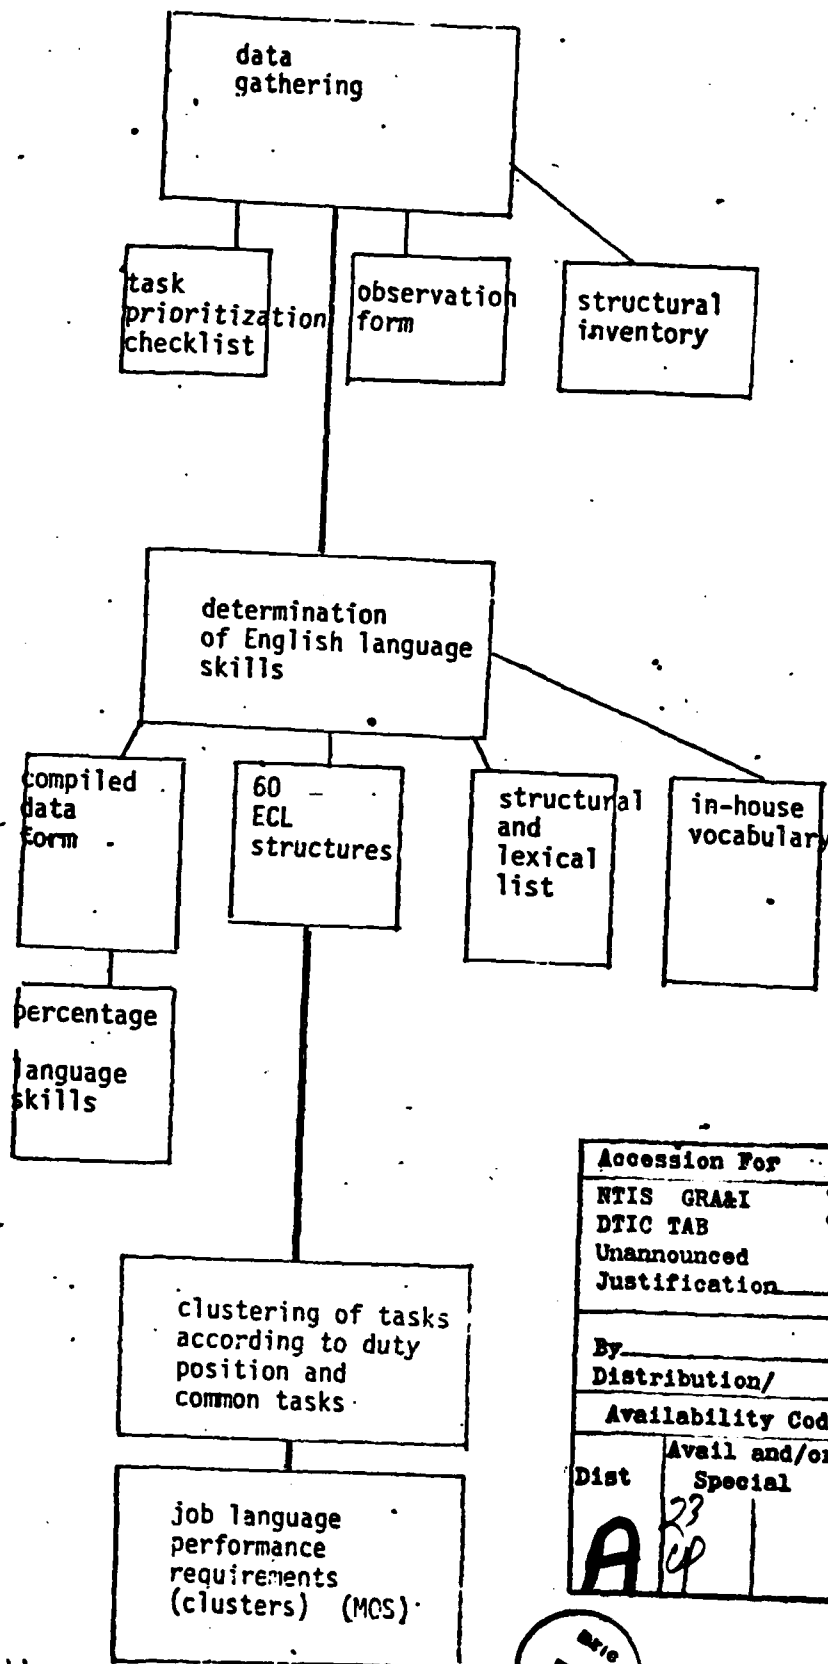 data
gathering
task
prioritization
checklist
observation
form
structural
inventory
determination
of English language
skills
compiled
data
form
60
ECL
structures
structural
and
lexical
list
in-house
vocabulary
percentage
language
skills
clustering of tasks
according to duty
position and
common tasks
job language
performance
requirements
(clusters) (MOS)
Accession For
NTIS GRA&I
DTIC TAB
Unannounced
Justification
By
Distribution/
Availability Cod
Avail and/or
Dist Special
A 23